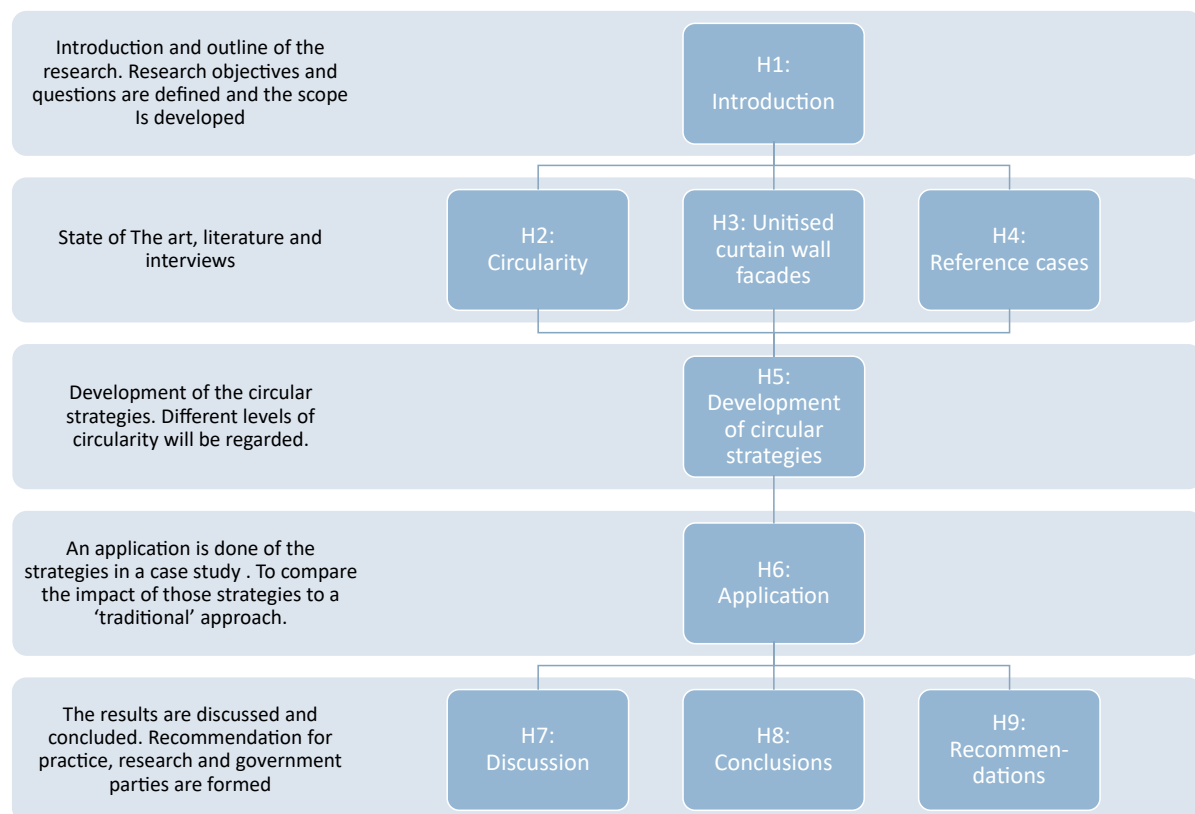 Introduction and outline of the
research. Research objectives and
questions are defined and the scope
Is developed
H1:
Introduction
State of The art, literature and
interviews
H2:
Circularity
H3: Unitised
curtain wall
facades
H4:
Reference cases
Development of the circular
strategies. Different levels of
circularity will be regarded.
H5:
Development
of circular
strategies
An application is done of the
strategies in a case study . To compare
the impact of those strategies to a
‘traditional’ approach.
H6:
Application
The results are discussed and
concluded. Recommendation for
practice, research and government
parties are formed
H7:
Discussion
H8:
Conclusions
H9:
Recommen-
dations